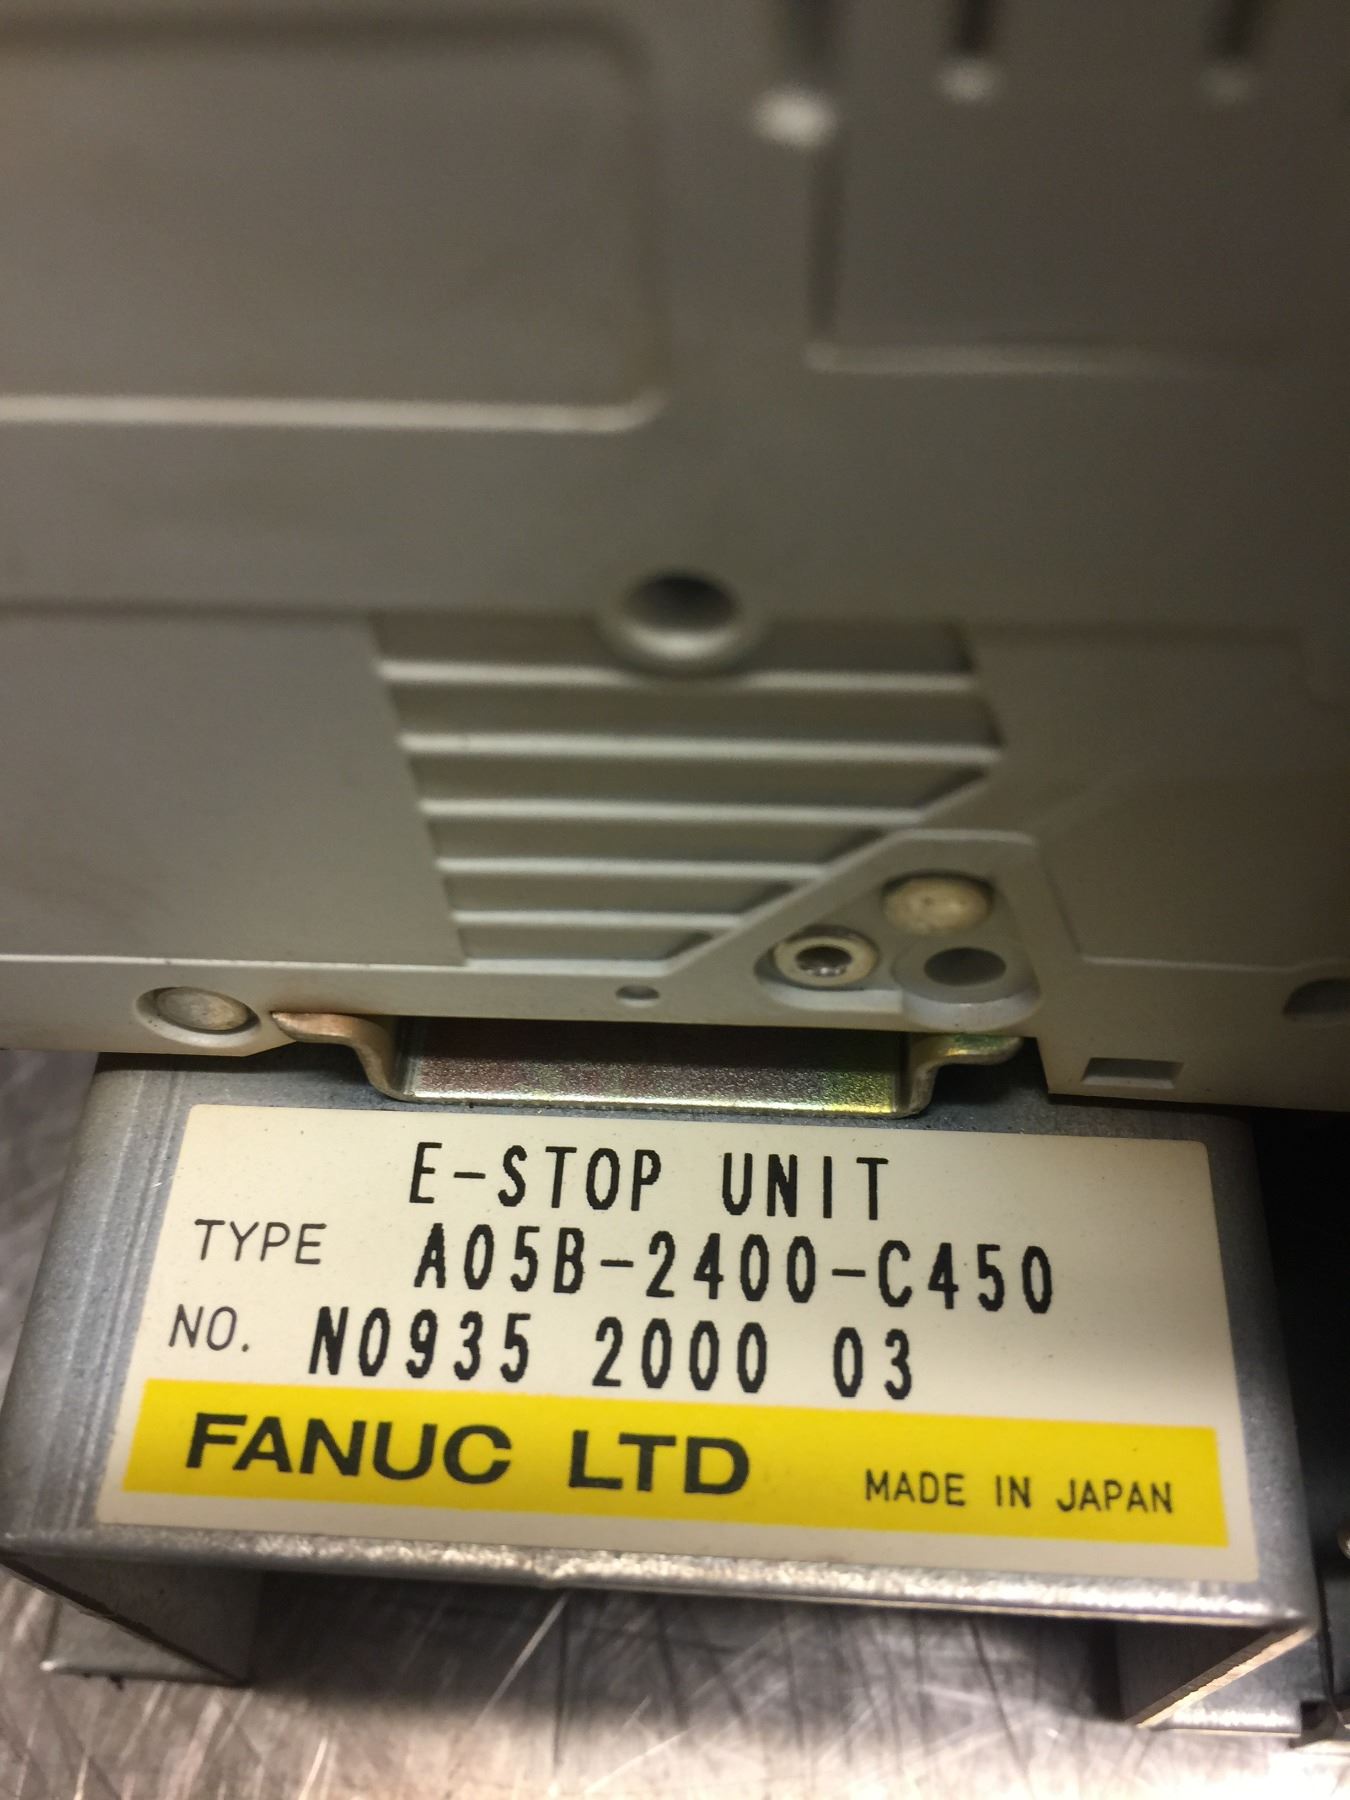 E-STOP UNIT
TYPE A05B-2400-C450
NO. N0935 2000 03
FANUC LTD MADE IN JAPAN